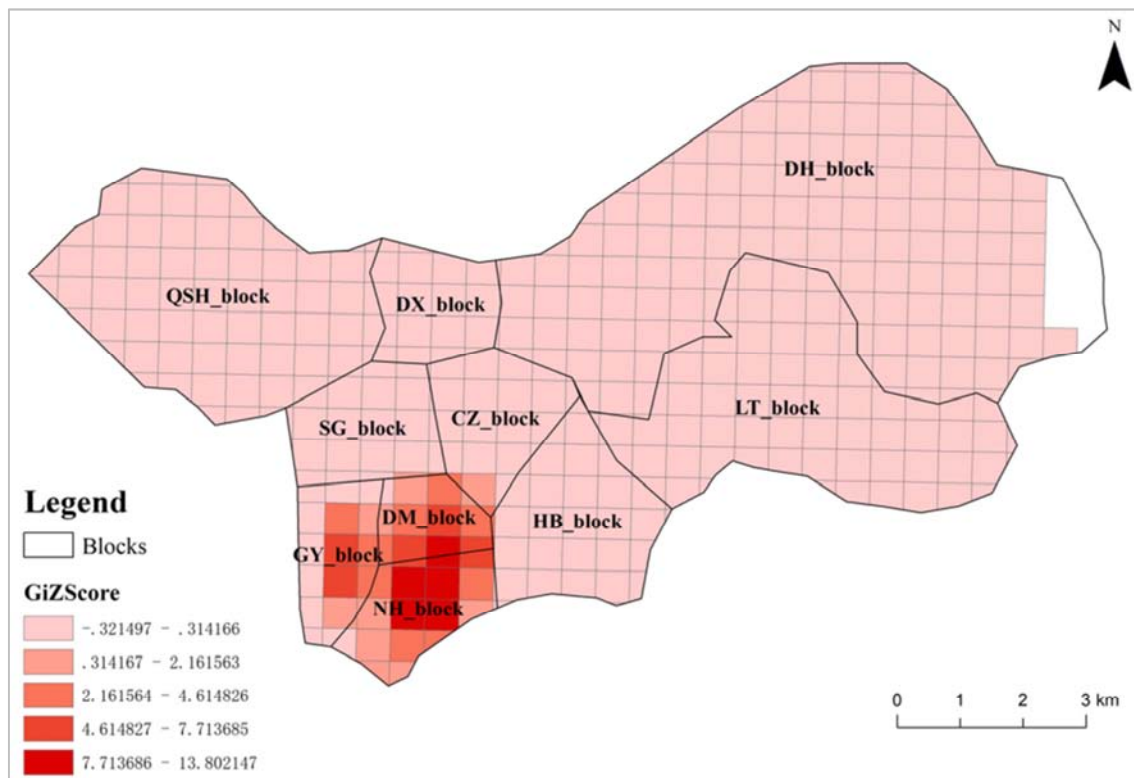 N
DH_block
QSH_block
DX_block
SG_block
CZ_block
LT_block
DM_block
HB_block
GY_block
NH_block
Legend
Blocks
GiZScore
-.321497 - .314166
.314167 - 2.161563
2.161564 - 4.614826
4.614827 - 7.713685
7.713686 - 13.802147
0 1 2 3 km